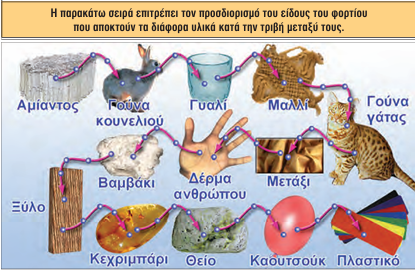 Η παρακάτω σειρά επιτρέπει τον προσδιορισμό του είδους του φορτίου
που αποκτούν τα διάφορα υλικά κατά την τριβή μεταξύ τους.
Αμίαντος
Γούνα
κουνελιού
Γυαλί
Μαλλί
Γούνα
γάτας
Βαμβάκι
Δέρμα
ανθρώπου
Μετάξι
Ξύλο
Κεχριμπάρι
Θείο
Καουτσούκ
Πλαστικό